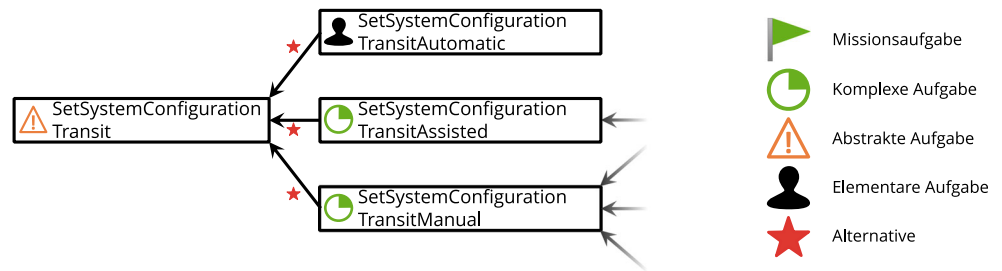 SetSystemConfiguration
TransitAutomatic
SetSystemConfiguration
Transit
SetSystemConfiguration
TransitAssisted
SetSystemConfiguration
TransitManual
Missionsaufgabe
Komplexe Aufgabe
Abstrakte Aufgabe
Elementare Aufgabe
Alternative